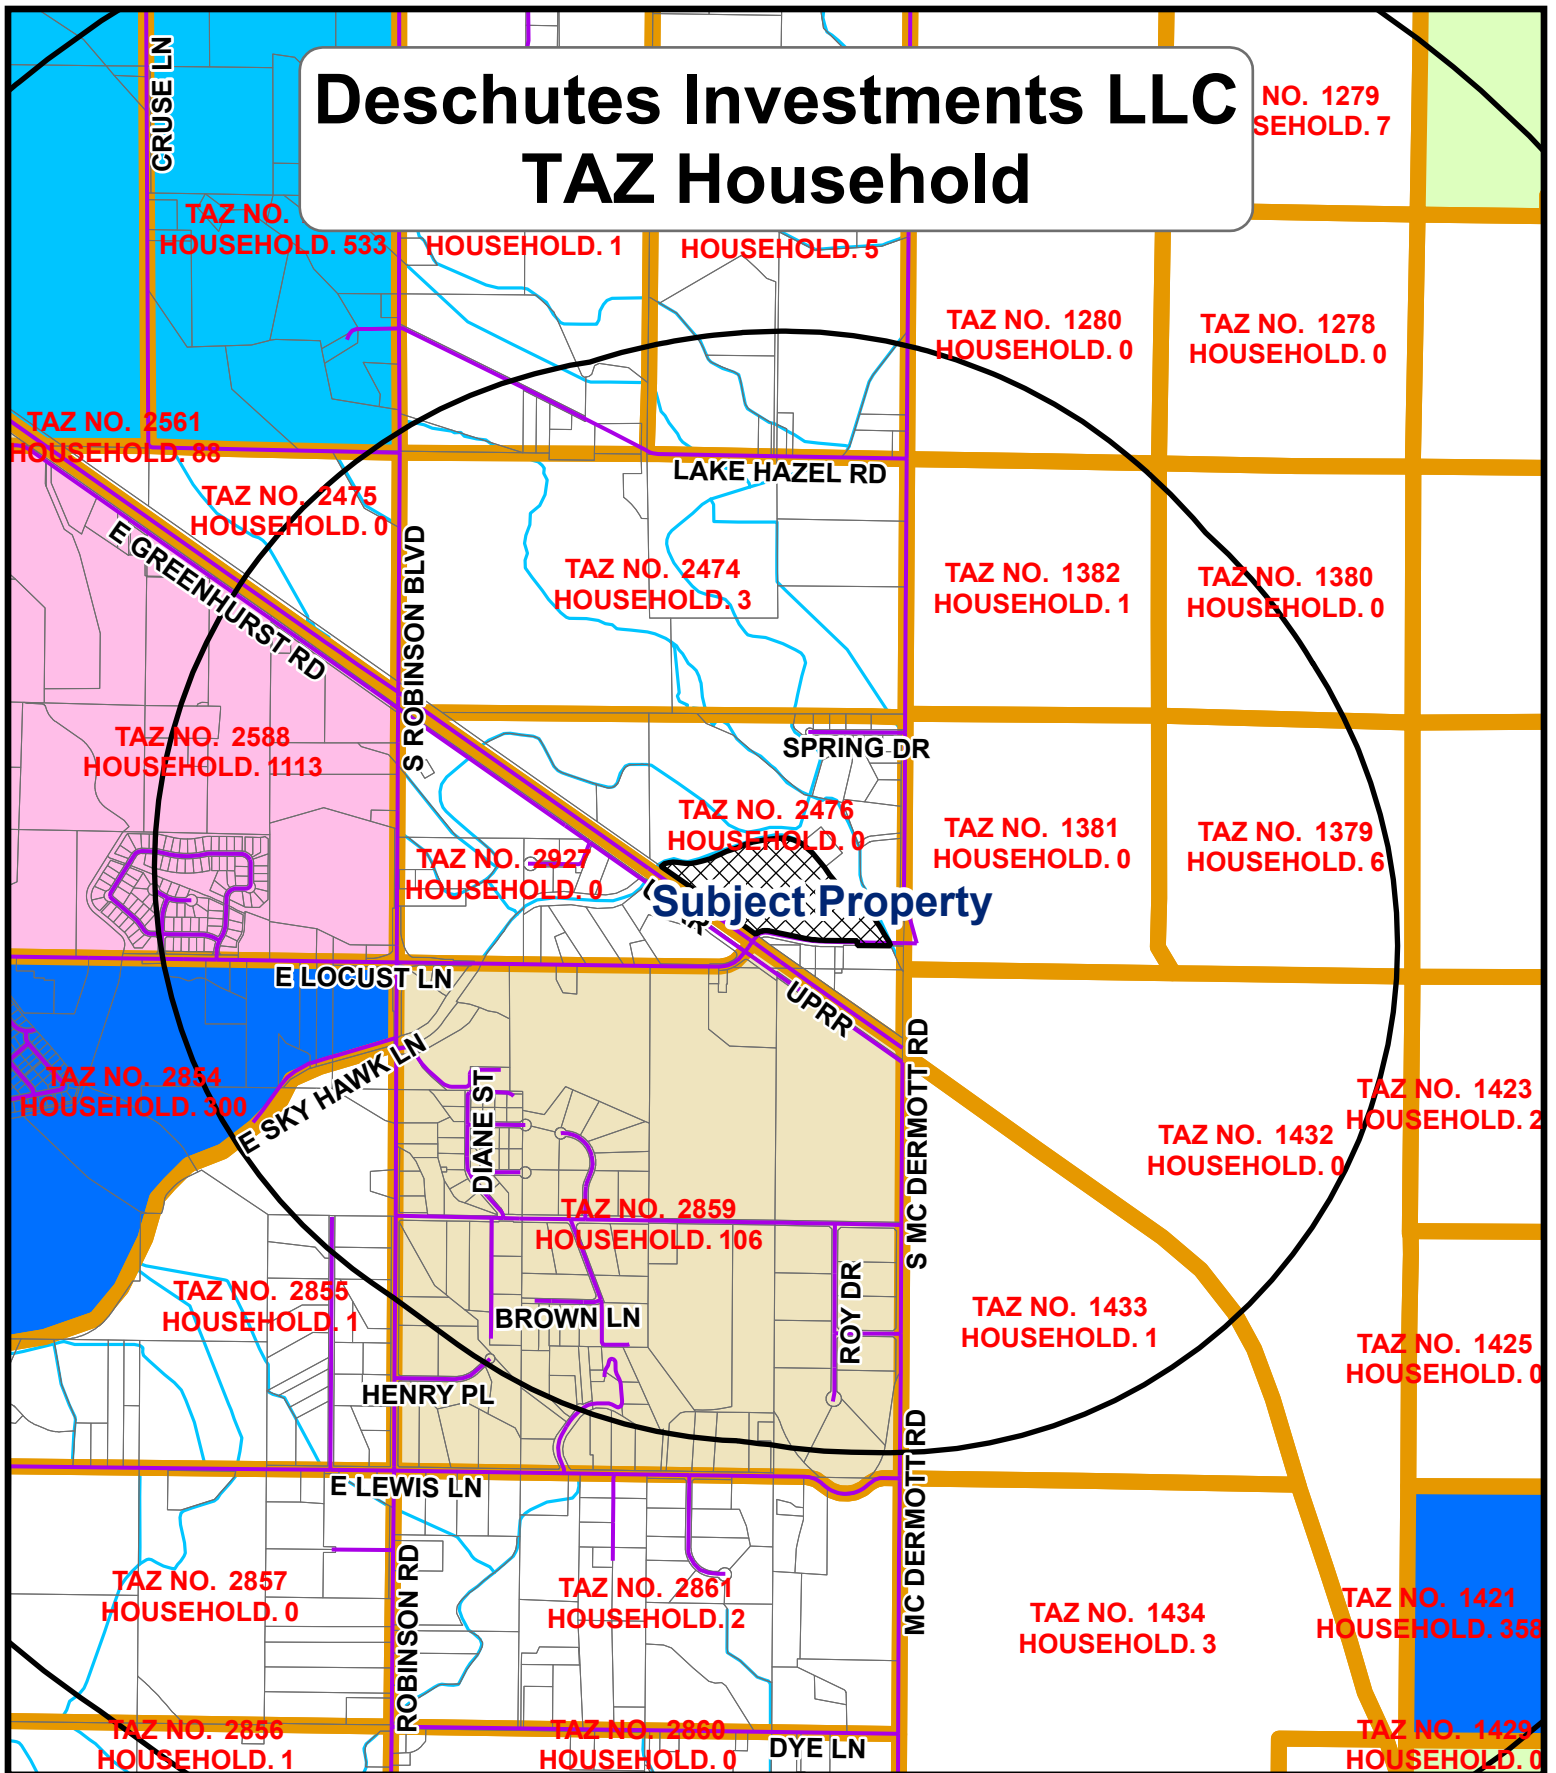 Deschutes Investments LLC
TAZ Household
CRUSE LN
NO. 1279
SEHOLD. 7
TAZ NO.
HOUSEHOLD. 533
HOUSEHOLD. 1
HOUSEHOLD. 5
TAZ NO. 1280
HOUSEHOLD. 0
TAZ NO. 1278
HOUSEHOLD. 0
TAZ NO. 2561
HOUSEHOLD. 88
LAKE HAZEL RD
TAZ NO. 2475
HOUSEHOLD. 0
E GREENHURST RD
S ROBINSON BLVD
TAZ NO. 2474
HOUSEHOLD. 3
TAZ NO. 1382
HOUSEHOLD. 1
TAZ NO. 1380
HOUSEHOLD. 0
TAZ NO. 2588
HOUSEHOLD. 1113
SPRING DR
TAZ NO. 2476
HOUSEHOLD. 0
TAZ NO. 1381
HOUSEHOLD. 0
TAZ NO. 1379
HOUSEHOLD. 6
TAZ NO. 2927
HOUSEHOLD. 0
Subject Property
E LOCUST LN
UPRR
E SKY HAWK LN
TAZ NO. 2854
HOUSEHOLD. 300
DIANE ST
S MC DERMOTT RD
TAZ NO. 1423
HOUSEHOLD. 2
TAZ NO. 1432
HOUSEHOLD. 0
TAZ NO. 2859
HOUSEHOLD. 106
TAZ NO. 2855
HOUSEHOLD. 1
BROWN LN
ROY DR
TAZ NO. 1433
HOUSEHOLD. 1
TAZ NO. 1425
HOUSEHOLD. 0
HENRY PL
E LEWIS LN
MC DERMOTT RD
ROBINSON RD
TAZ NO. 2857
HOUSEHOLD. 0
TAZ NO. 2861
HOUSEHOLD. 2
TAZ NO. 1434
HOUSEHOLD. 3
TAZ NO. 1421
HOUSEHOLD. 358
TAZ NO. 2856
HOUSEHOLD. 1
TAZ NO. 2860
HOUSEHOLD. 0
DYE LN
TAZ NO. 1429
HOUSEHOLD. 0